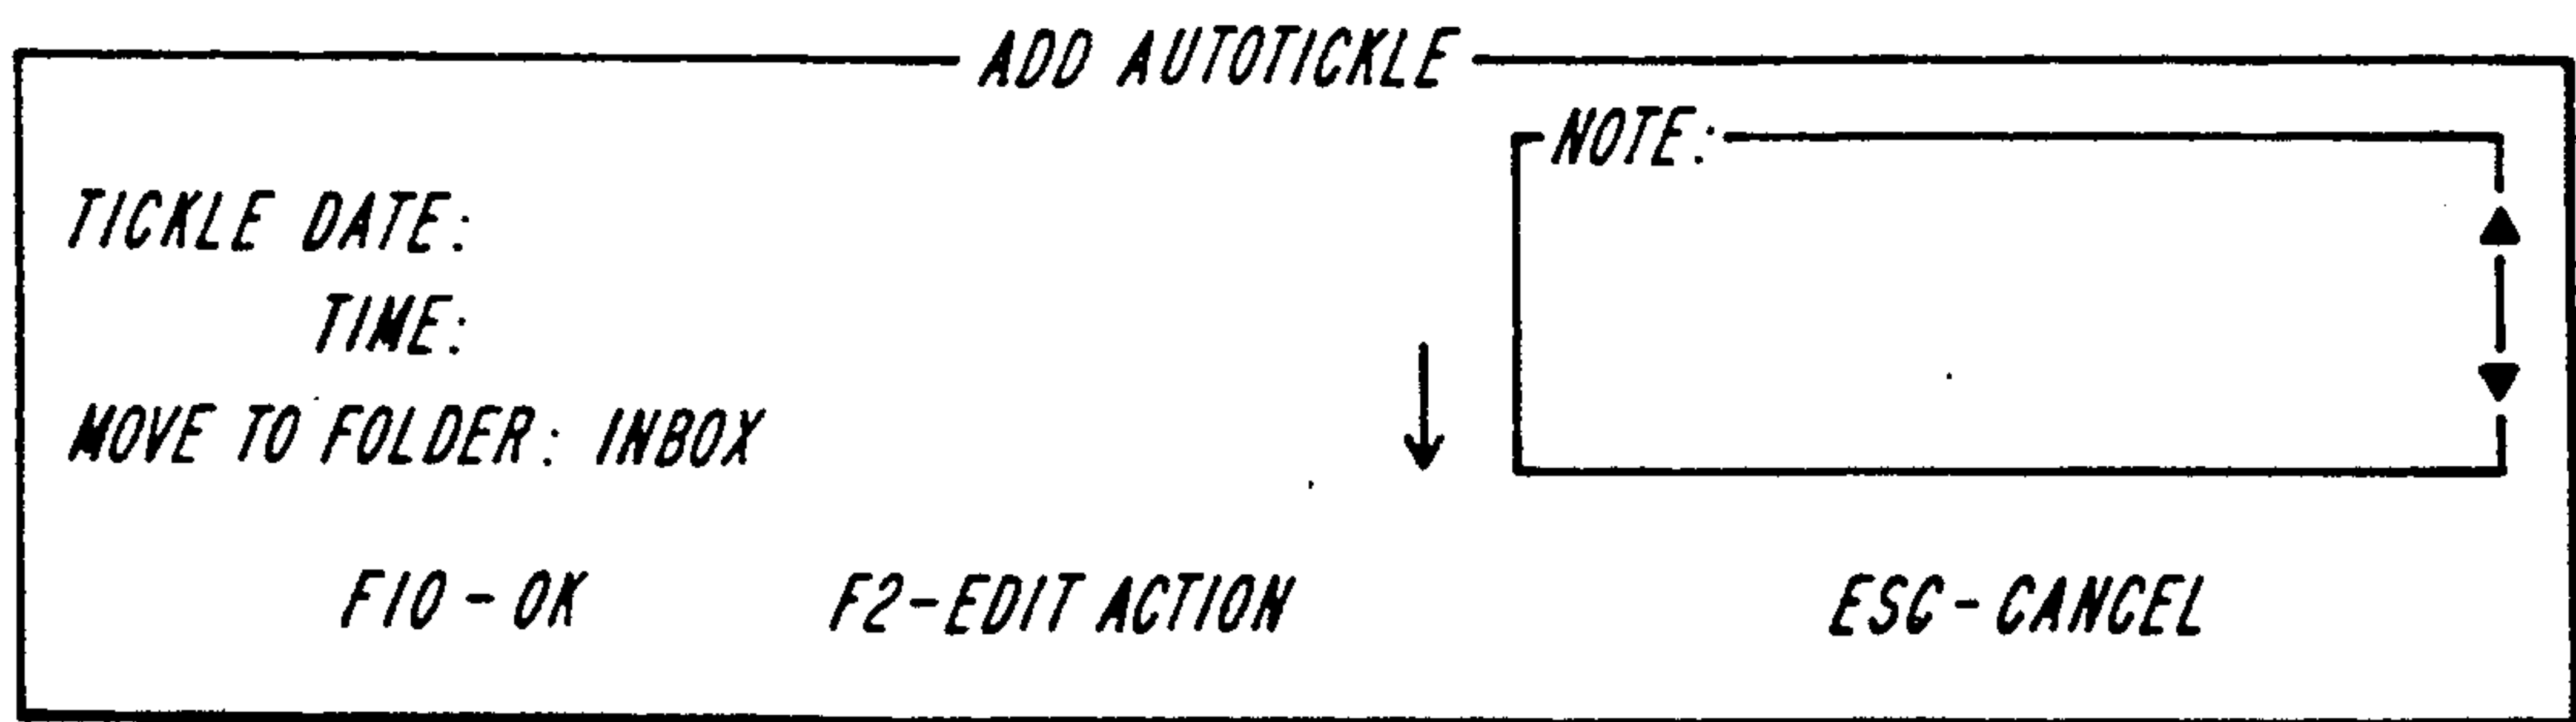 ADD AUTOTICKLE
NOTE:
TICKLE DATE:
TIME:
MOVE TO FOLDER: INBOX
F10-OK F2-EDIT ACTION ESC-CANCEL